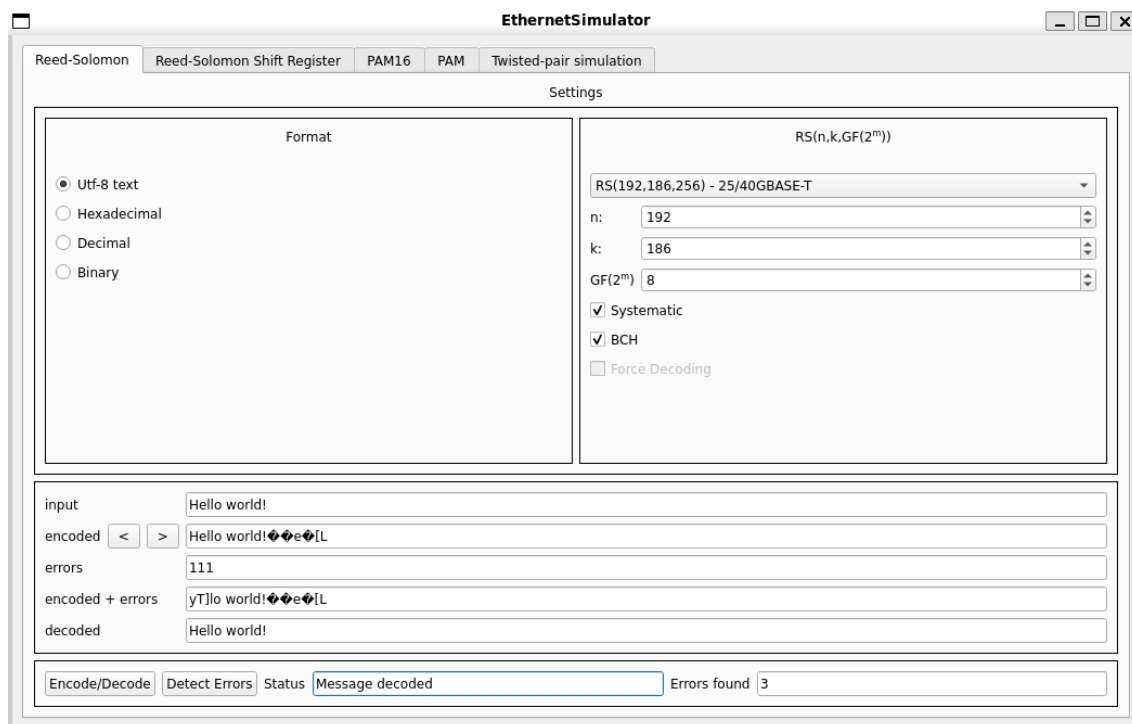 EthernetSimulator
Reed-Solomon Reed-Solomon Shift Register PAM16 PAM Twisted-pair simulation
Settings
Format
Utf-8 text
Hexadecimal
Decimal
Binary
RS(n,k,GF(2ᵐ))
RS(192,186,256) - 25/40GBASE-T
n: 192
k: 186
GF(2ᵐ) 8
Systematic
BCH
Force Decoding
input Hello world!
encoded < > Hello world!��e�[L
errors 111
encoded + errors yT]lo world!��e�[L
decoded Hello world!
Encode/Decode Detect Errors Status Message decoded Errors found 3